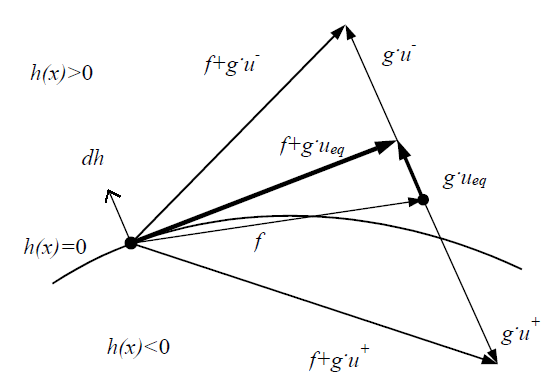 f+g·u⁻
g·u⁻
h(x)>0
f+g·u_eq
dh
g·u_eq
h(x)=0
f
g·u⁺
h(x)<0
f+g·u⁺